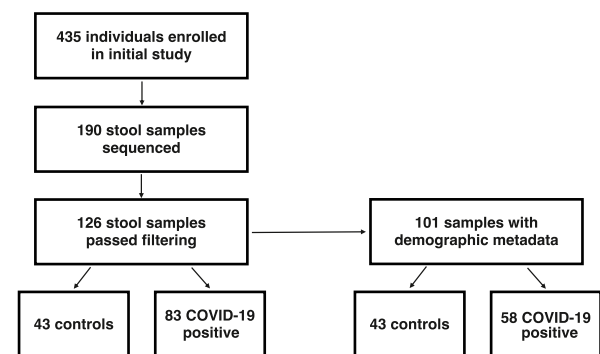 435 individuals enrolled
in initial study
190 stool samples
sequenced
126 stool samples
passed filtering
101 samples with
demographic metadata
43 controls
83 COVID-19
positive
43 controls
58 COVID-19
positive